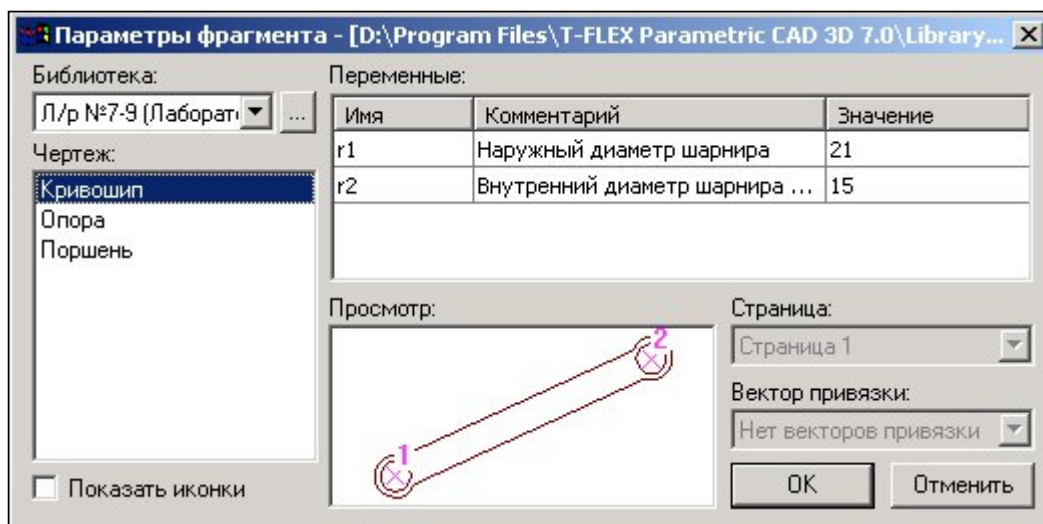 Параметры фрагмента - [D:\Program Files\T-FLEX Parametric CAD 3D 7.0\Library...
Библиотека:
Л/р №7-9 (Лаборат
...
Чертеж:
Кривошип
Опора
Поршень
Показать иконки
Переменные:
Имя Комментарий Значение
r1 Наружный диаметр шарнира 21
r2 Внутренний диаметр шарнира ... 15
Просмотр:
2
1
Страница:
Страница 1
Вектор привязки:
Нет векторов привязки
OK Отменить